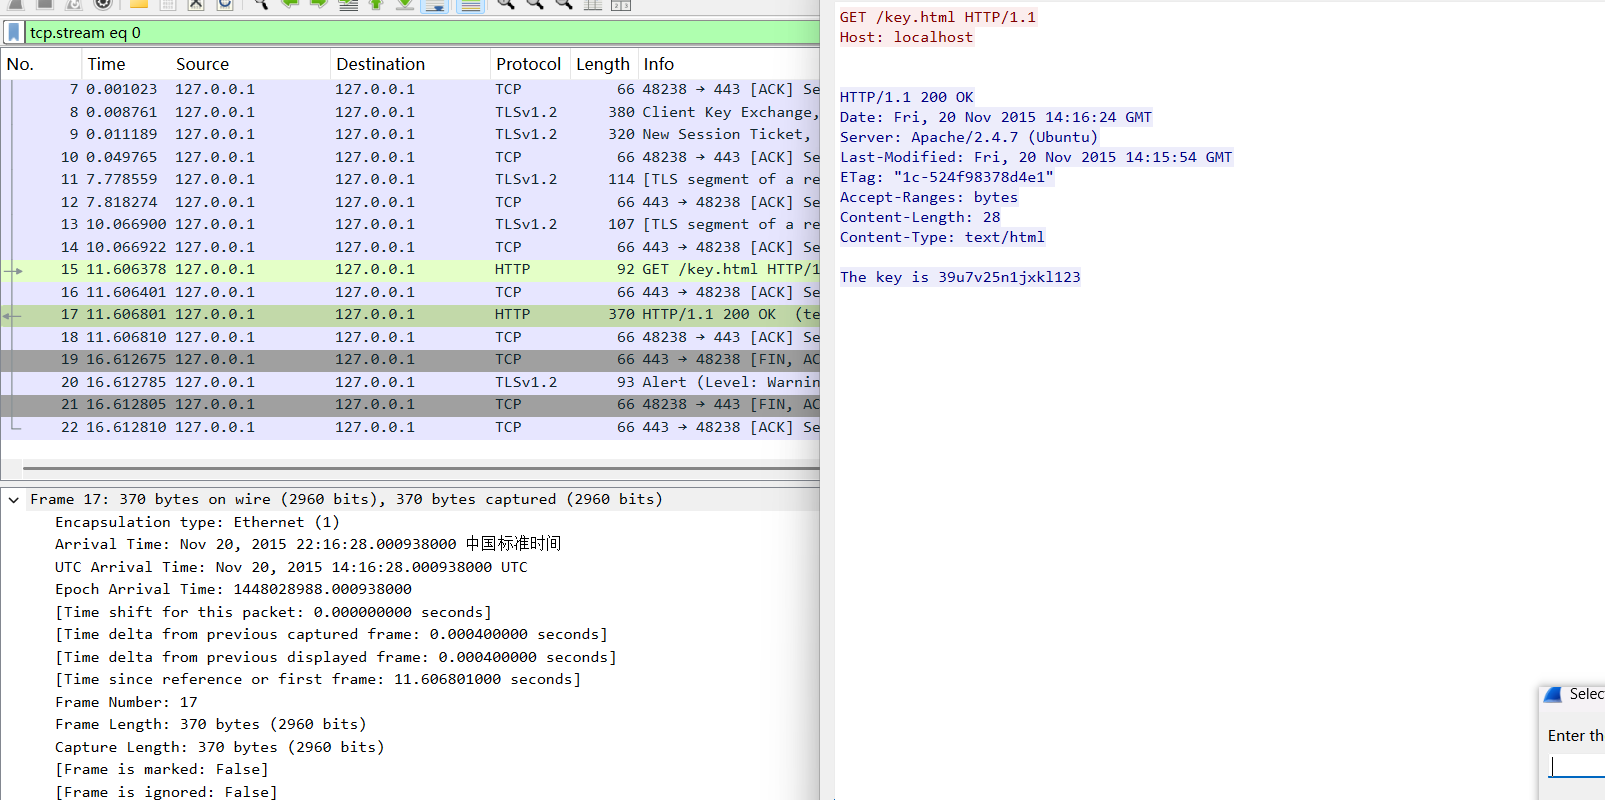 tcp.stream eq 0
No. Time Source Destination Protocol Length Info
7 0.001023 127.0.0.1 127.0.0.1 TCP 66 48238 → 443 [ACK] Se
8 0.008761 127.0.0.1 127.0.0.1 TLSv1.2 380 Client Key Exchange,
9 0.011189 127.0.0.1 127.0.0.1 TLSv1.2 320 New Session Ticket,
10 0.049765 127.0.0.1 127.0.0.1 TCP 66 48238 → 443 [ACK] Se
11 7.778559 127.0.0.1 127.0.0.1 TLSv1.2 114 [TLS segment of a re
12 7.818274 127.0.0.1 127.0.0.1 TCP 66 443 → 48238 [ACK] Se
13 10.066900 127.0.0.1 127.0.0.1 TLSv1.2 107 [TLS segment of a re
14 10.066922 127.0.0.1 127.0.0.1 TCP 66 443 → 48238 [ACK] Se
15 11.606378 127.0.0.1 127.0.0.1 HTTP 92 GET /key.html HTTP/1
16 11.606401 127.0.0.1 127.0.0.1 TCP 66 443 → 48238 [ACK] Se
17 11.606801 127.0.0.1 127.0.0.1 HTTP 370 HTTP/1.1 200 OK (te
18 11.606810 127.0.0.1 127.0.0.1 TCP 66 48238 → 443 [ACK] Se
19 16.612675 127.0.0.1 127.0.0.1 TCP 66 443 → 48238 [FIN, AC
20 16.612785 127.0.0.1 127.0.0.1 TLSv1.2 93 Alert (Level: Warnin
21 16.612805 127.0.0.1 127.0.0.1 TCP 66 48238 → 443 [FIN, AC
22 16.612810 127.0.0.1 127.0.0.1 TCP 66 443 → 48238 [ACK] Se
Frame 17: 370 bytes on wire (2960 bits), 370 bytes captured (2960 bits)
Encapsulation type: Ethernet (1)
Arrival Time: Nov 20, 2015 22:16:28.000938000 中国标准时间
UTC Arrival Time: Nov 20, 2015 14:16:28.000938000 UTC
Epoch Arrival Time: 1448028988.000938000
[Time shift for this packet: 0.000000000 seconds]
[Time delta from previous captured frame: 0.000400000 seconds]
[Time delta from previous displayed frame: 0.000400000 seconds]
[Time since reference or first frame: 11.606801000 seconds]
Frame Number: 17
Frame Length: 370 bytes (2960 bits)
Capture Length: 370 bytes (2960 bits)
[Frame is marked: False]
[Frame is ignored: False]
GET /key.html HTTP/1.1
Host: localhost
HTTP/1.1 200 OK
Date: Fri, 20 Nov 2015 14:16:24 GMT
Server: Apache/2.4.7 (Ubuntu)
Last-Modified: Fri, 20 Nov 2015 14:15:54 GMT
ETag: "1c-524f98378d4e1"
Accept-Ranges: bytes
Content-Length: 28
Content-Type: text/html
The key is 39u7v25n1jxkl123
Selec
Enter th